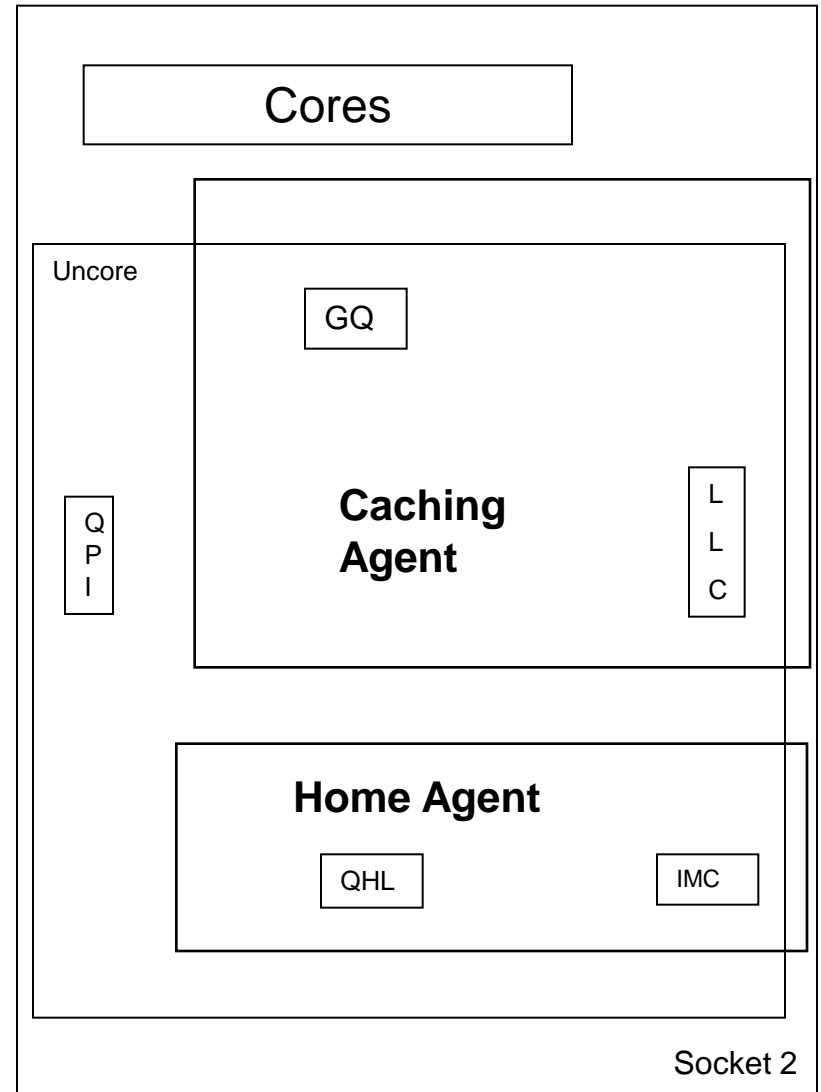 Cores
Uncore
GQ
Caching
Agent
Q
P
I
L
L
C
Home Agent
QHL
IMC
Socket 2